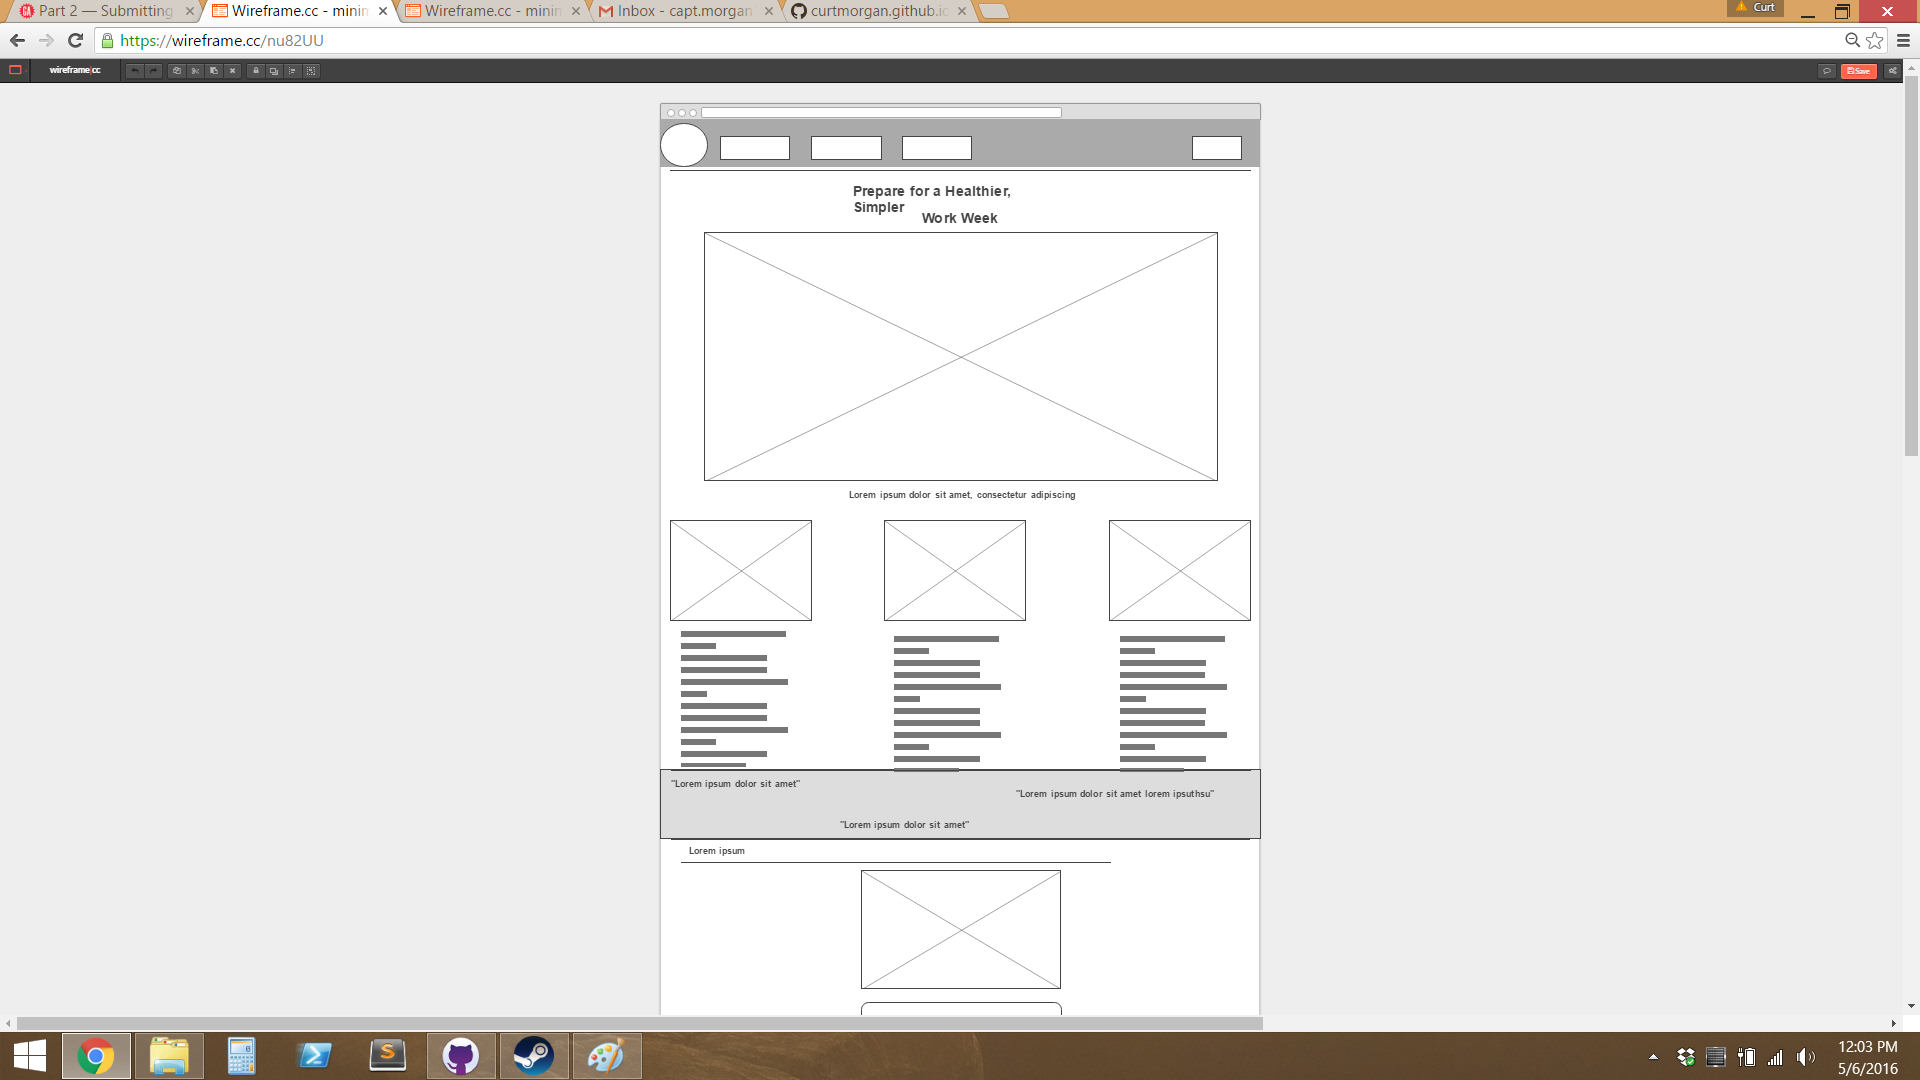 Part 2 — Submitting
Wireframe.cc - minim
Wireframe.cc - minim
Inbox - capt.morgan
curtmorgan.github.io
Curt
https://wireframe.cc/nu82UU
wireframe|cc
Save
Prepare for a Healthier,
Simpler
Work Week
Lorem ipsum dolor sit amet, consectetur adipiscing
"Lorem ipsum dolor sit amet"
"Lorem ipsum dolor sit amet lorem ipsuthsu"
"Lorem ipsum dolor sit amet"
Lorem ipsum
12:03 PM
5/6/2016